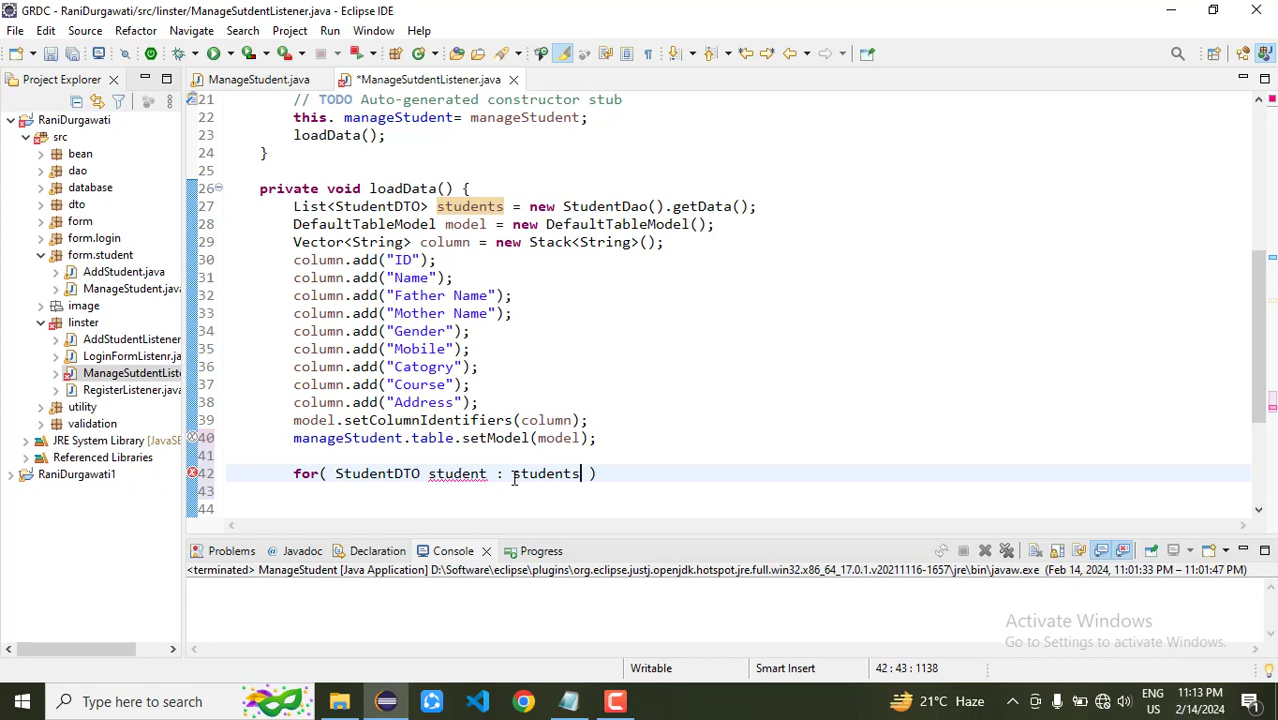 GRDC - RaniDurgawati/src/linster/ManageSutdentListener.java - Eclipse IDE
File Edit Source Refactor Navigate Search Project Run Window Help
Project Explorer
ManageStudent.java
*ManageSutdentListener.java
RaniDurgawati
src
bean
dao
database
dto
form
form.login
form.student
AddStudent.java
ManageStudent.java
image
linster
AddStudentListener
LoginFormListenr.ja
ManageSutdentListe
RegisterListener.java
utility
validation
JRE System Library [JavaSE
Referenced Libraries
RaniDurgawati1
21 // TODO Auto-generated constructor stub
22 this. manageStudent= manageStudent;
23 loadData();
24 }
25
26 private void loadData() {
27 List<StudentDTO> students = new StudentDao().getData();
28 DefaultTableModel model = new DefaultTableModel();
29 Vector<String> column = new Stack<String>();
30 column.add("ID");
31 column.add("Name");
32 column.add("Father Name");
33 column.add("Mother Name");
34 column.add("Gender");
35 column.add("Mobile");
36 column.add("Catogry");
37 column.add("Course");
38 column.add("Address");
39 model.setColumnIdentifiers(column);
40 manageStudent.table.setModel(model);
41
42 for( StudentDTO student : students )
43
44
Problems Javadoc Declaration Console Progress
<terminated> ManageStudent [Java Application] D:\Software\eclipse\plugins\org.eclipse.justj.openjdk.hotspot.jre.full.win32.x86_64_17.0.1.v20211116-1657\jre\bin\javaw.exe (Feb 14, 2024, 11:01:33 PM – 11:01:47 PM)
Activate Windows
Go to Settings to activate Windows.
Writable Smart Insert 42 : 43 : 1138
Type here to search
21°C Haze
ENG
US
11:13 PM
2/14/2024
1